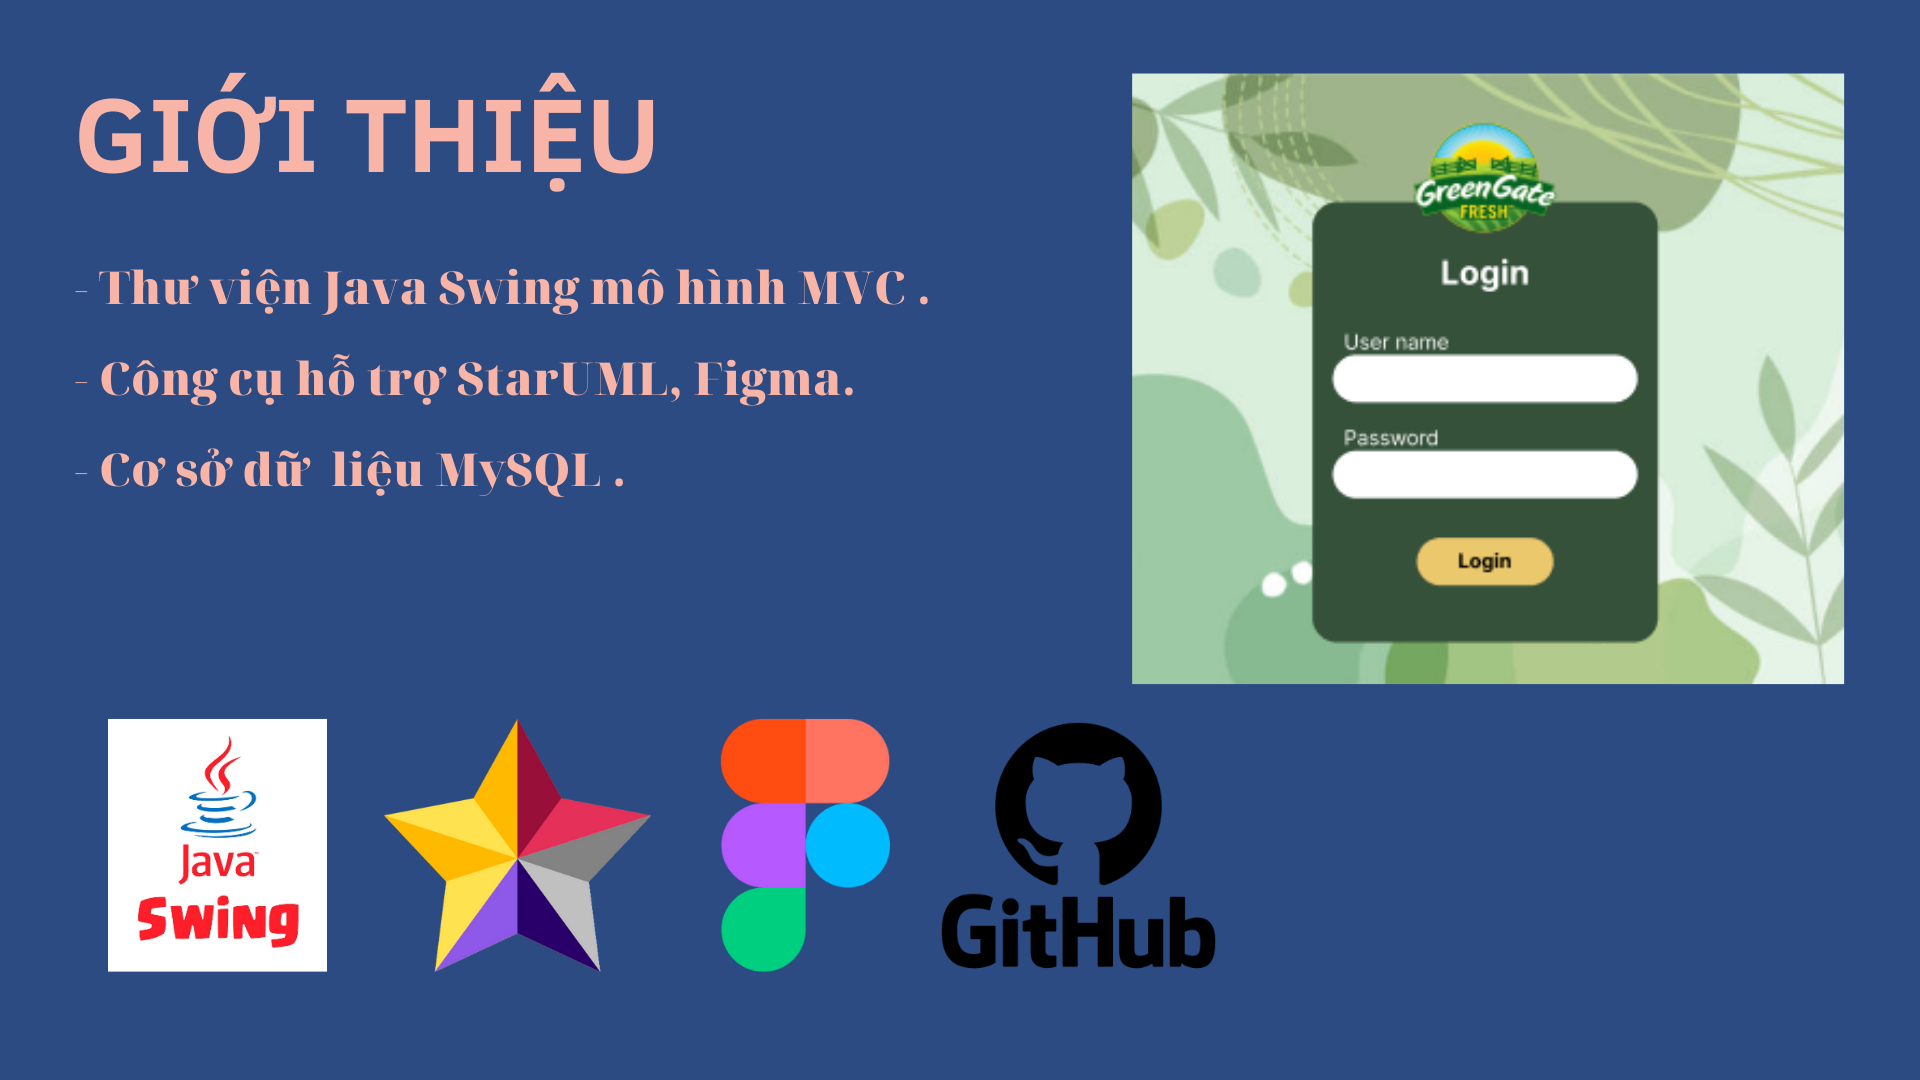 GIỚI THIỆU
- Thư viện Java Swing mô hình MVC .
- Công cụ hỗ trợ StarUML, Figma.
- Cơ sở dữ liệu MySQL .
GreenGate
FRESH
Login
User name
Password
Login
Java
Swing
GitHub